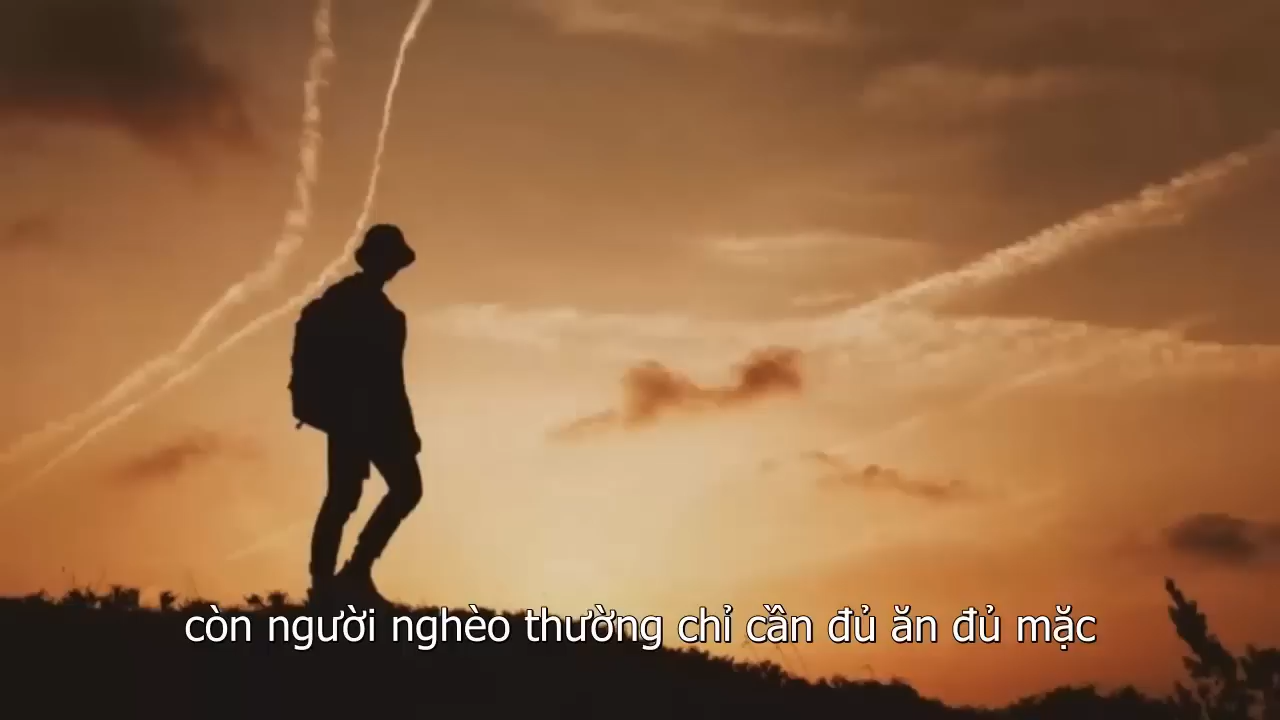 còn người nghèo thường chỉ cần đủ ăn đủ mặc